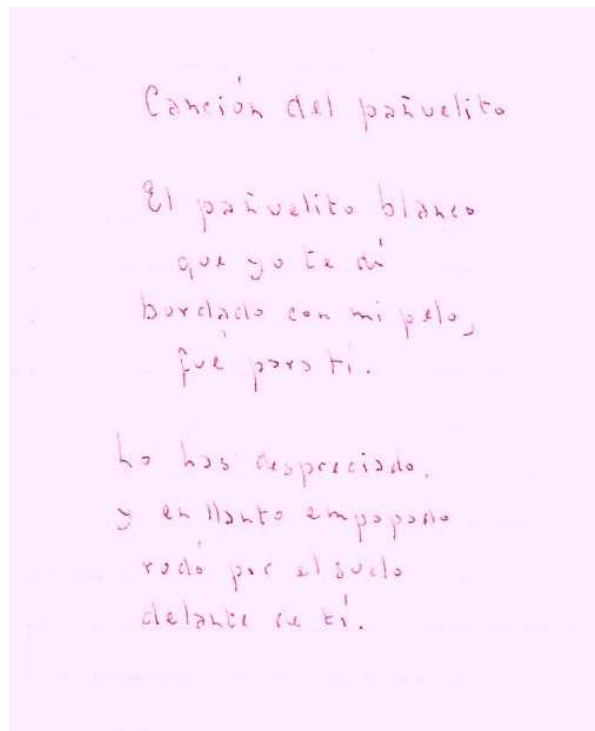 Canción del pañuelito
El pañuelito blanco
que yo te dí
bordado con mi pelo,
fué para tí.
Lo has despreciado.
y en llanto empapado
rodó por el suelo
delante de tí.